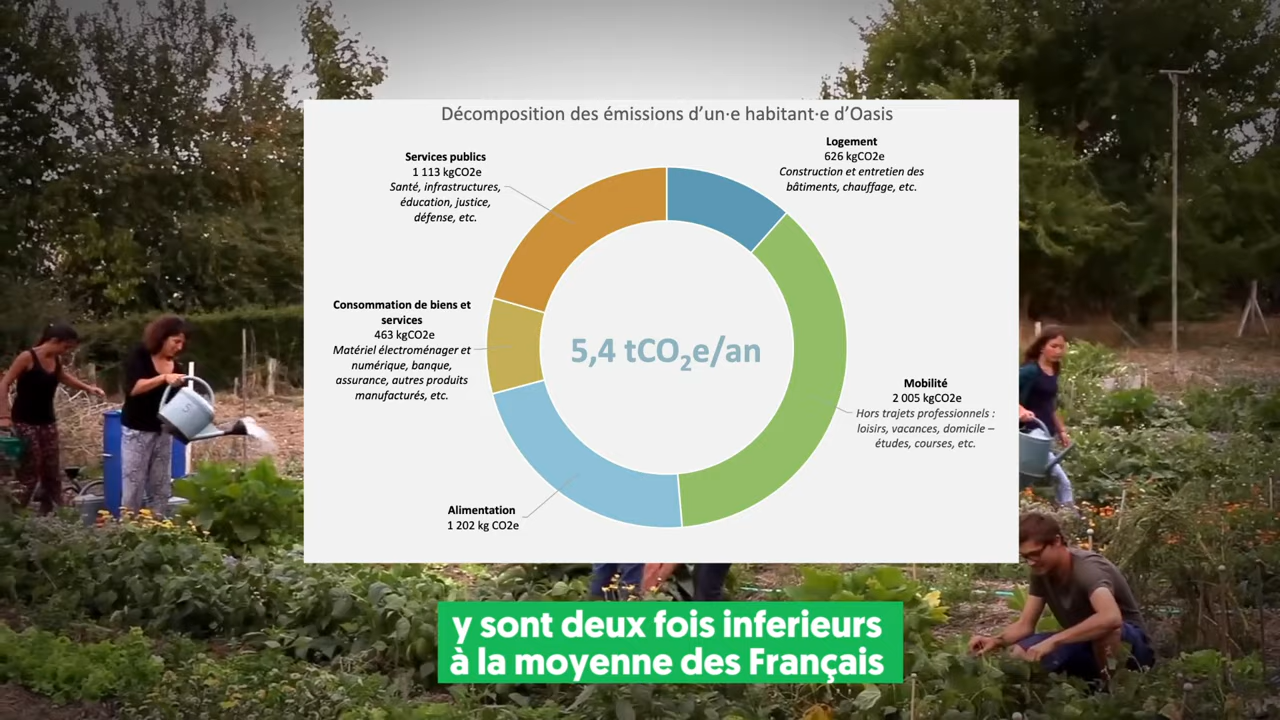 Décomposition des émissions d'un·e habitant·e d'Oasis
Logement
626 kgCO2e
Construction et entretien des
bâtiments, chauffage, etc.
Services publics
1 113 kgCO2e
Santé, infrastructures,
éducation, justice,
défense, etc.
Consommation de biens et
services
463 kgCO2e
Matériel électroménager et
numérique, banque,
assurance, autres produits
manufacturés, etc.
5,4 tCO₂e/an
Mobilité
2 005 kgCO2e
Hors trajets professionnels :
loisirs, vacances, domicile –
études, courses, etc.
Alimentation
1 202 kg CO2e
y sont deux fois inferieurs
à la moyenne des Français